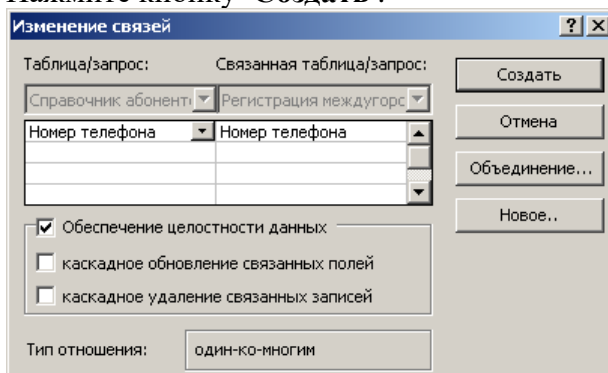 Нажмите кнопку "Создать".
Изменение связей
Таблица/запрос: Связанная таблица/запрос:
Создать
Справочник абонент Регистрация междугорс
Номер телефона Номер телефона
Отмена
Объединение...
Новое..
Обеспечение целостности данных
каскадное обновление связанных полей
каскадное удаление связанных записей
Тип отношения: один-ко-многим